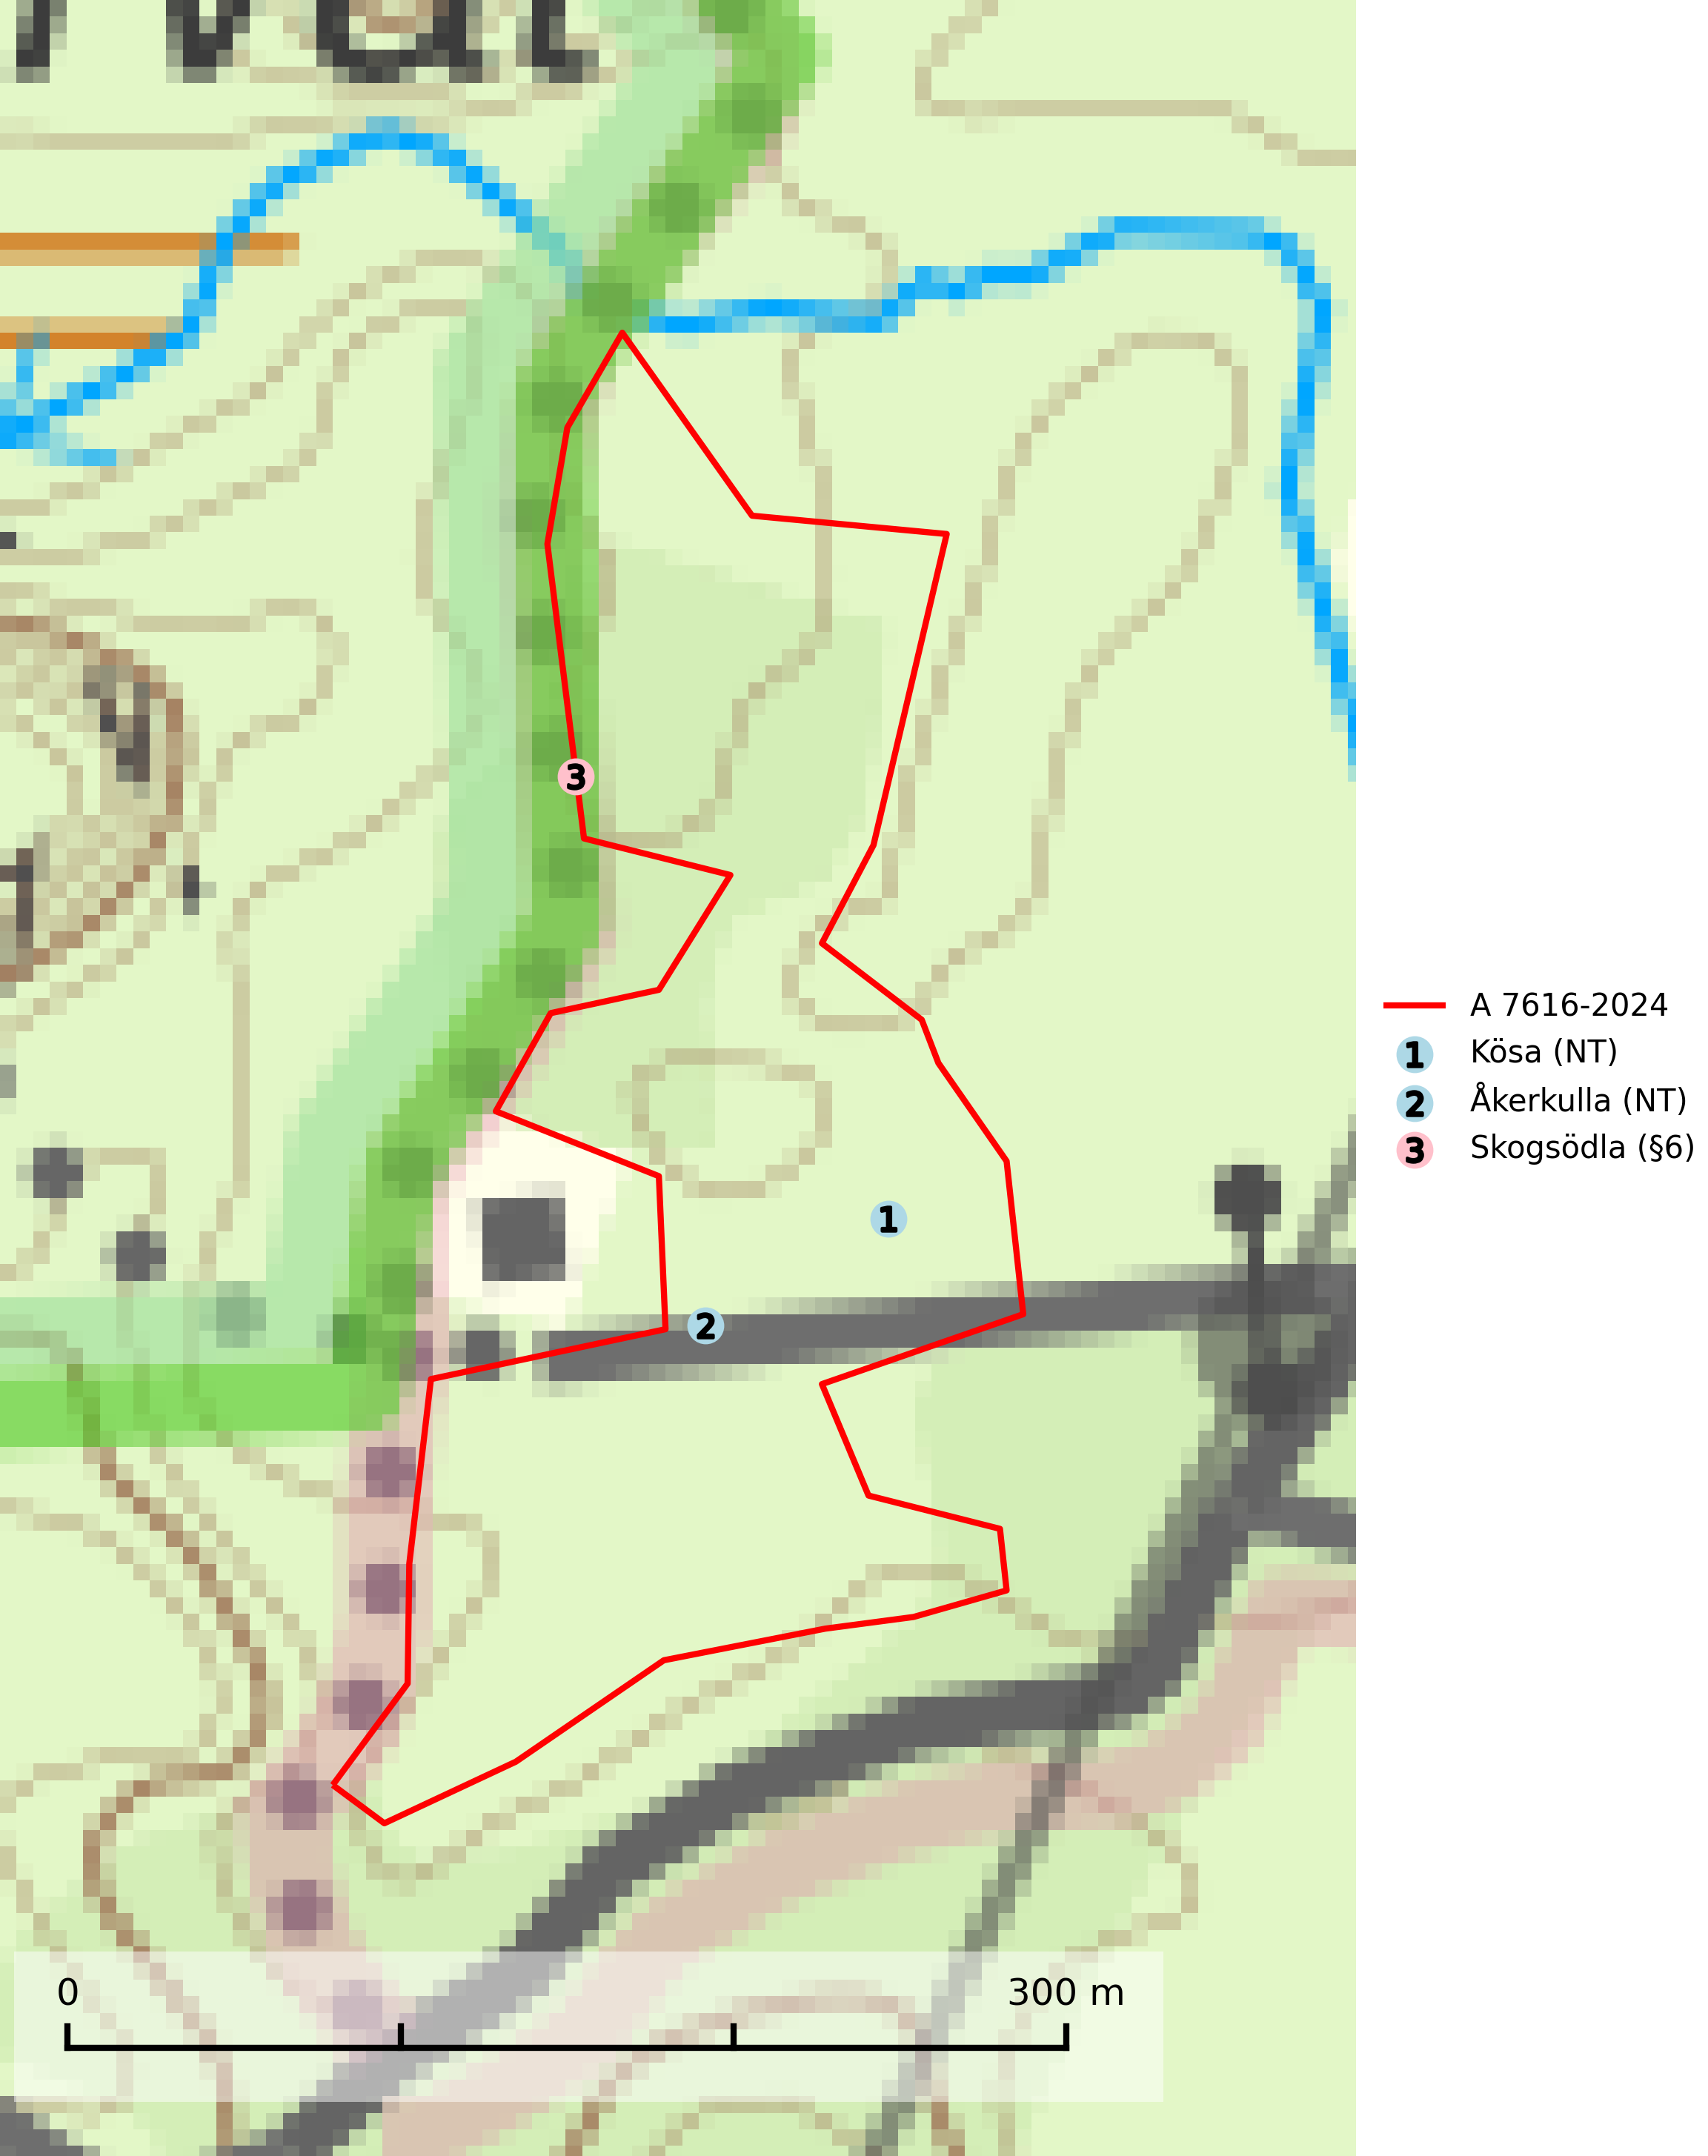 3
1
2
A 7616-2024
1 Kösa (NT)
2 Åkerkulla (NT)
3 Skogsödla (§6)
0 300 m